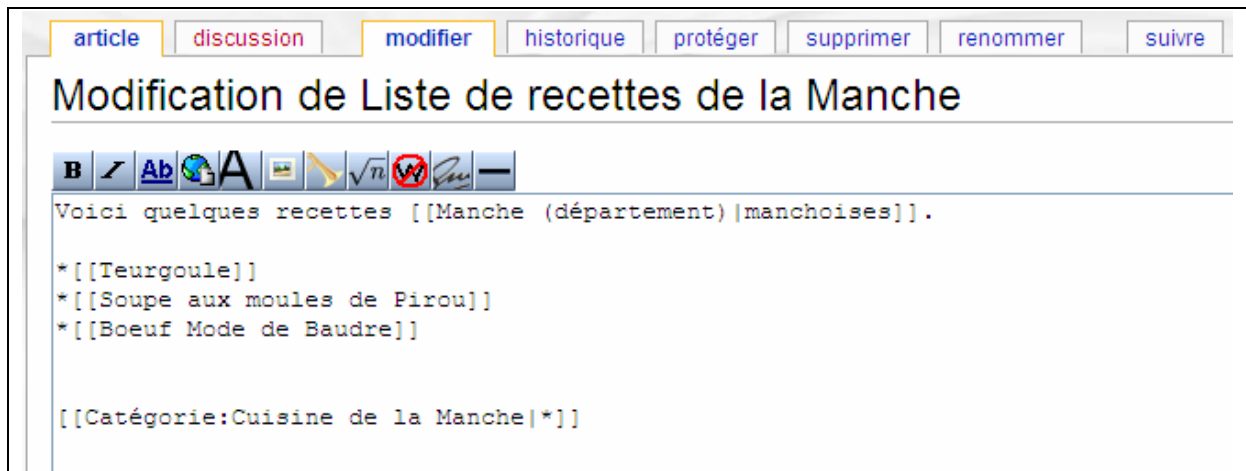 article discussion modifier historique protéger supprimer renommer suivre
Modification de Liste de recettes de la Manche
B I Ab A √n W
Voici quelques recettes [[Manche (département)|manchoises]].
*[[Teurgoule]]
*[[Soupe aux moules de Pirou]]
*[[Boeuf Mode de Baudre]]
[[Catégorie:Cuisine de la Manche|*]]